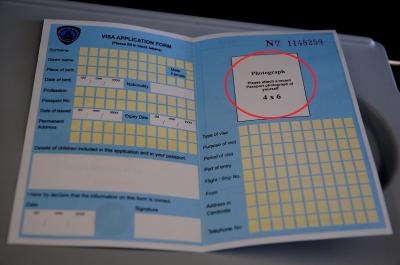 VISA APPLICATION FORM
(Please fill in block letters)
Surname
Given name
Male
Female
Place of birth
Date of birth
Nationality
Profession
Passport No:
Date of issued
Expiry Date
Permanent
Address
Details of children included in this application and in your passport.
I here by declare that the information on this form is correct.
Date
Signature
Nº 1148259
Photograph
Please attach a recent
Passport photograph of
yourself
4 x 6
Type of visa
Purpose of visit
Period of visit
Port of entry
Flight / Ship No.
From
Address in
Cambodia
Telephone No: